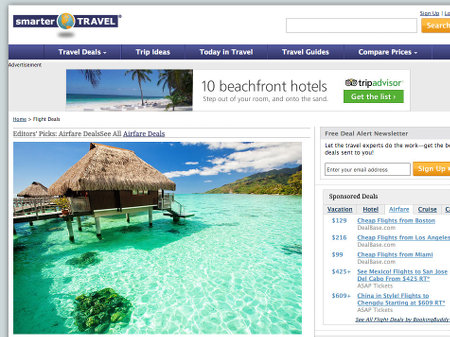 smarter TRAVEL
Sign Up | Lo
Search
Travel Deals Trip Ideas Today in Travel Travel Guides Compare Prices
Advertisement
10 beachfront hotels
Step out of your room, and onto the sand.
tripadvisor
Get the list ›
Home > Flight Deals
Editors' Picks: Airfare DealsSee All Airfare Deals
Free Deal Alert Newsletter
Let the travel experts do the work—get the be
deals sent to you!
Enter your email address
Sign Up
Sponsored Deals
Vacation Hotel Airfare Cruise C
$129 Cheap Flights from Boston
DealBase.com
$216 Cheap Flights from Los Angeles
DealBase.com
$99 Cheap Flights from Miami
DealBase.com
$425+ See Mexico! Flights to San Jose
Del Cabo From $425 RT*
ASAP Tickets
$609+ China in Style! Flights to
Chengdu Starting at $609 RT*
ASAP Tickets
See All Flight Deals by BookingBuddy